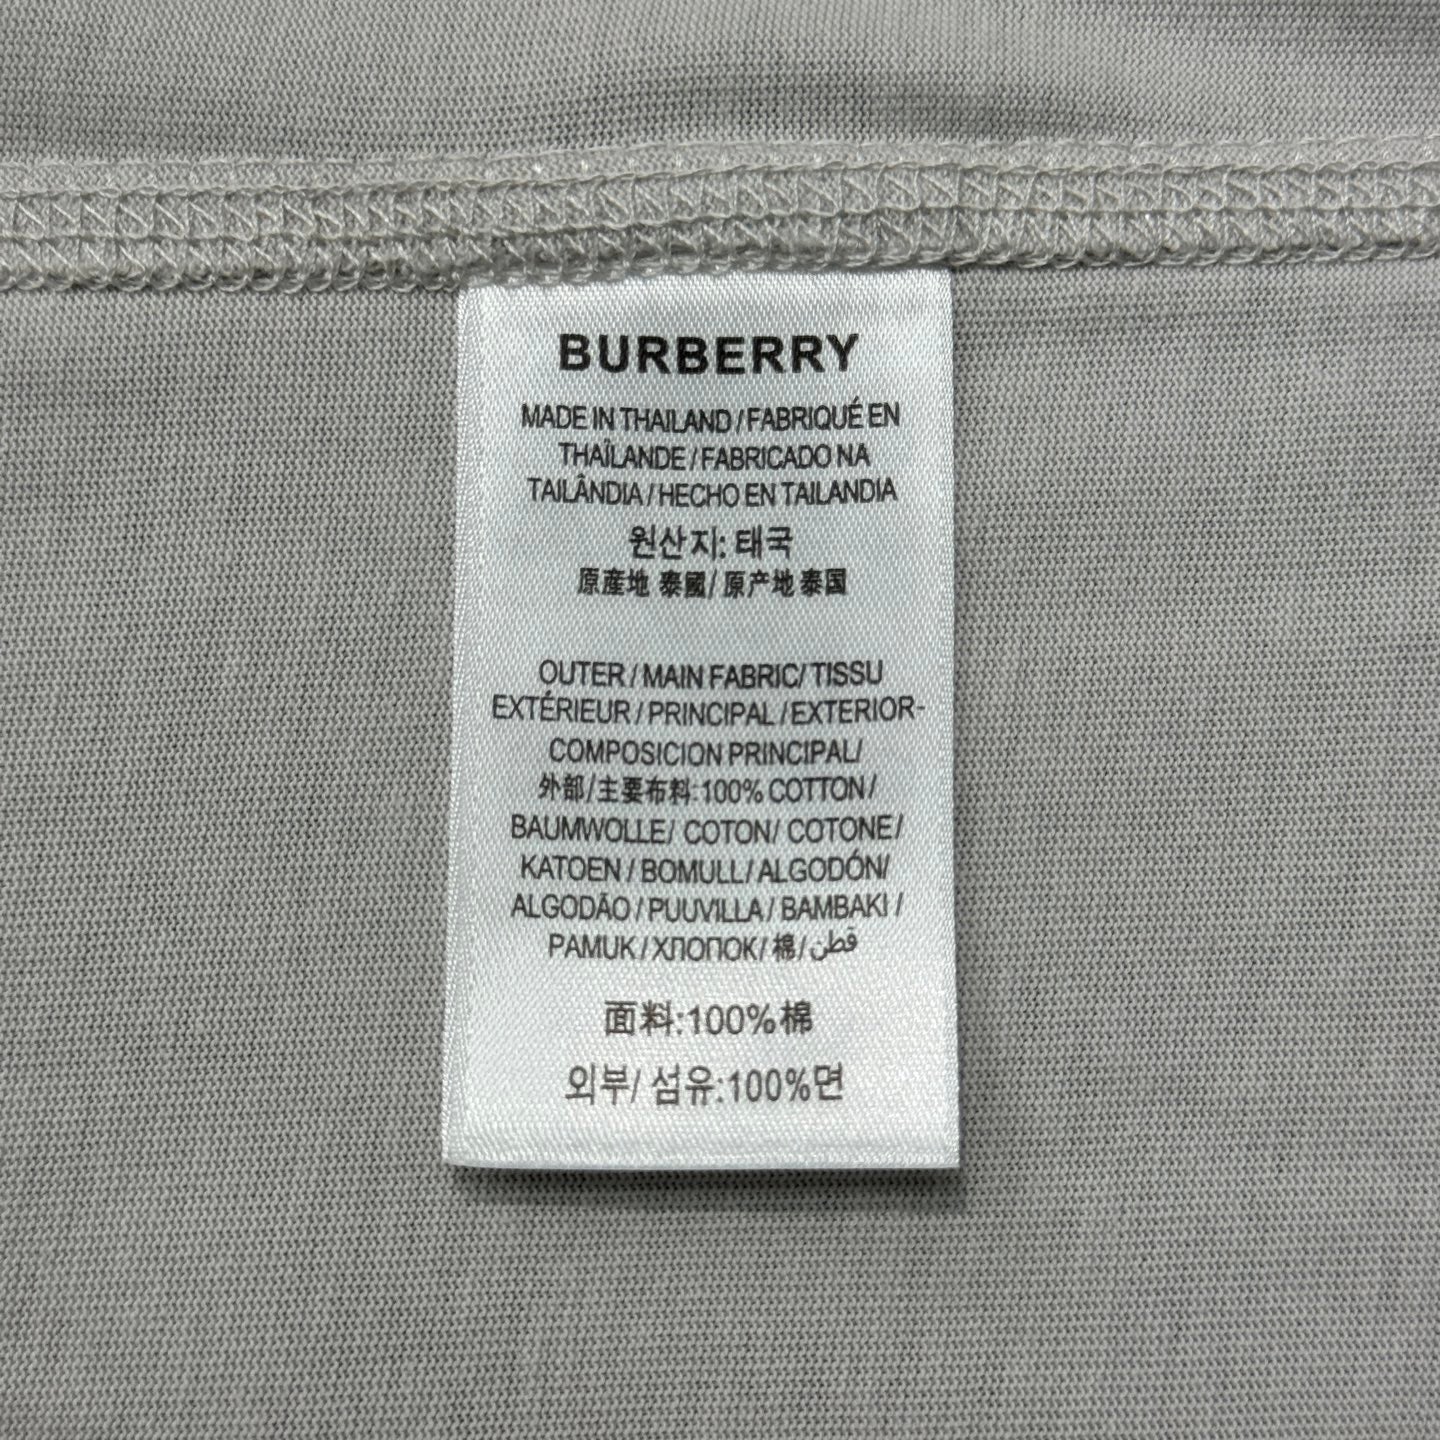 BURBERRY
MADE IN THAILAND/FABRIQUÉ EN
THAÏLANDE/FABRICADO NA
TAILÂNDIA/HECHO EN TAILANDIA
원산지: 태국
原産地 泰國/ 原产地 泰国
OUTER/MAIN FABRIC/TISSU
EXTÉRIEUR/PRINCIPAL/EXTERIOR-
COMPOSICION PRINCIPAL/
外部/主要布料:100% COTTON/
BAUMWOLLE/ COTON/ COTONE/
KATOEN/BOMULL/ALGODÓN/
ALGODÃO/PUUVILLA/BAMBAKI/
PAMUK/ХЛОПОК/棉/قطن
面料:100%棉
외부/ 섬유:100%면